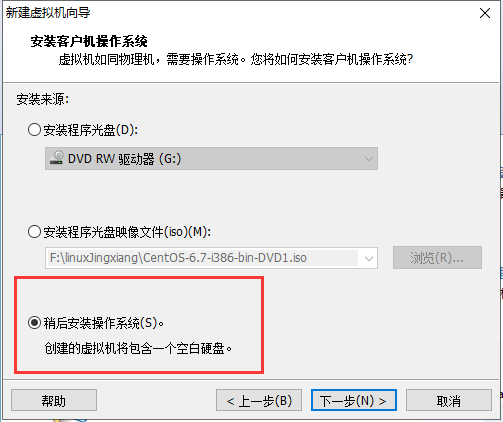 新建虚拟机向导
安装客户机操作系统
虚拟机如同物理机，需要操作系统。您将如何安装客户机操作系统?
安装来源:
安装程序光盘(D):
DVD RW 驱动器 (G:)
安装程序光盘映像文件(iso)(M):
F:\linuxJingxiang\CentOS-6.7-i386-bin-DVD1.iso
浏览(R)...
稍后安装操作系统(S)。
创建的虚拟机将包含一个空白硬盘。
帮助
< 上一步(B)
下一步(N) >
取消